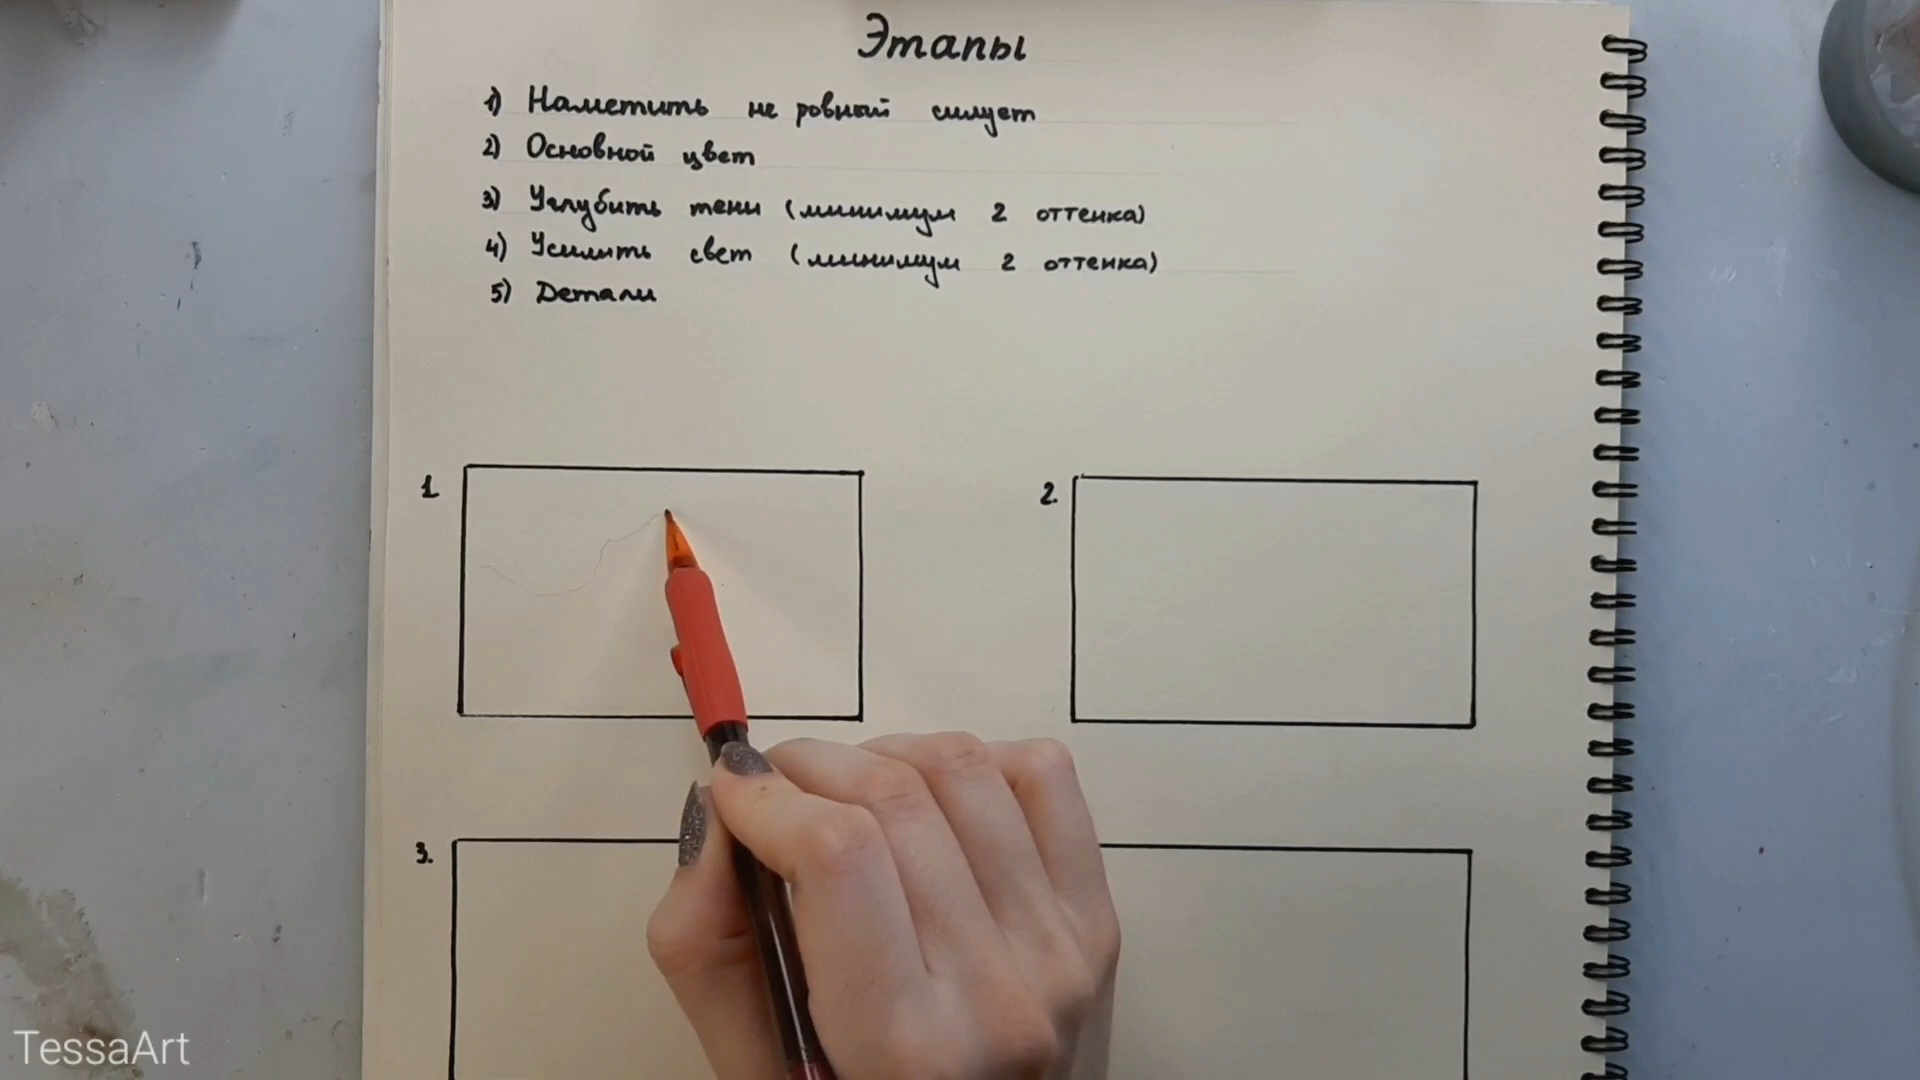 Этапы
1) Наметить не ровный силует
2) Основной цвет
3) Углубить тени (минимум 2 оттенка)
4) Усилить свет (минимум 2 оттенка)
5) Детали
1.
2.
3.
TessaArt